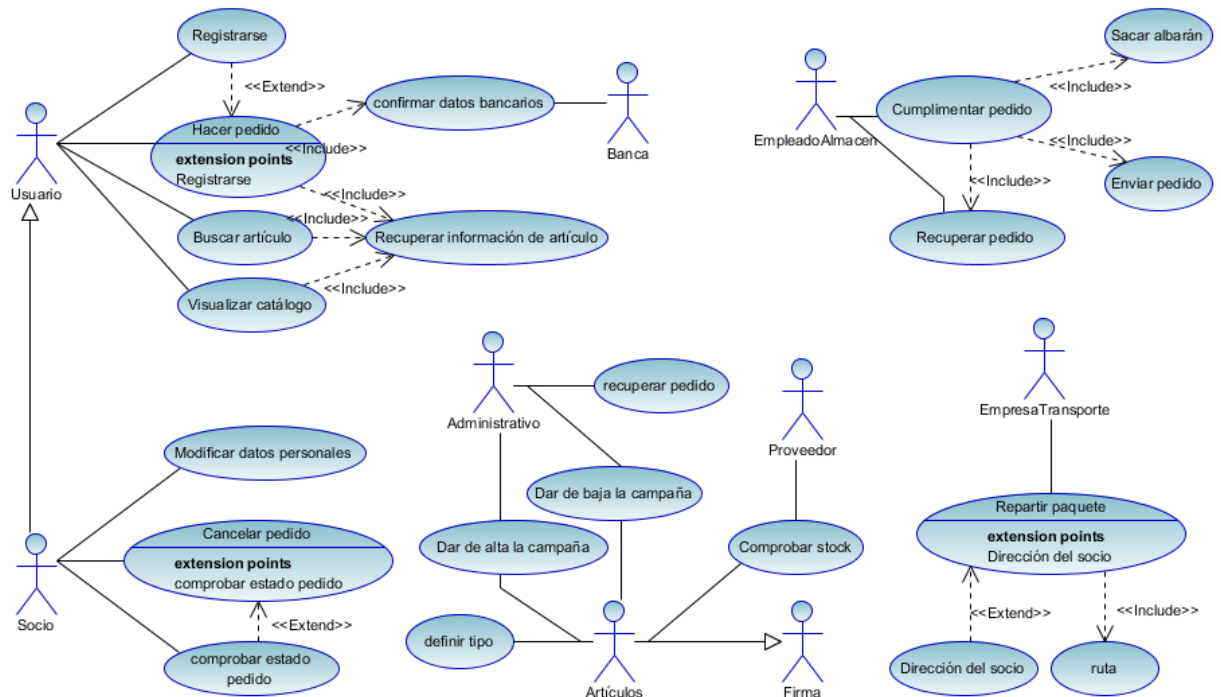 Registrarse
<<Extend>>
Usuario
Hacer pedido
extension points
Registrarse
<<Include>>
confirmar datos bancarios
Banca
<<Include>>
Buscar artículo
<<Include>>
Recuperar información de artículo
Visualizar catálogo
<<Include>>
Sacar albarán
<<Include>>
Cumplimentar pedido
EmpleadoAlmacen
<<Include>>
Enviar pedido
<<Include>>
Recuperar pedido
Administrativo
recuperar pedido
Proveedor
EmpresaTransporte
Modificar datos personales
Cancelar pedido
extension points
comprobar estado pedido
<<Extend>>
comprobar estado
pedido
Socio
Dar de baja la campaña
Dar de alta la campaña
Comprobar stock
definir tipo
Artículos
Firma
Repartir paquete
extension points
Dirección del socio
<<Extend>>
<<Include>>
Dirección del socio
ruta